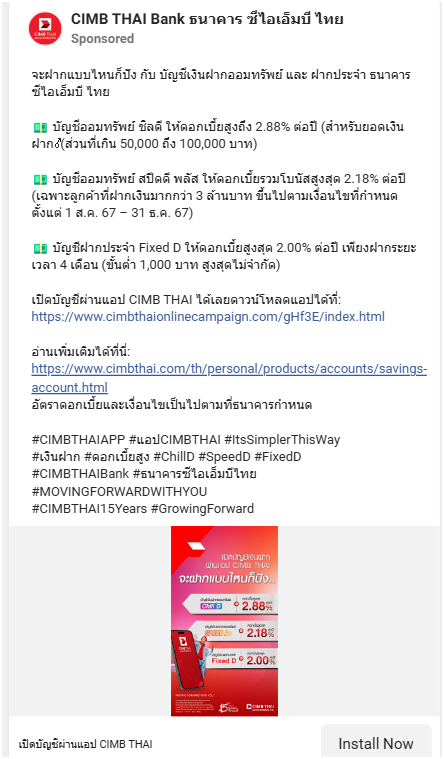 CIMB THAI Bank ธนาคาร ซีไอเอ็มบี ไทย
Sponsored
จะฝากแบบไหนก็ปัง กับ บัญชีเงินฝากออมทรัพย์ และ ฝากประจำ ธนาคาร
ซีไอเอ็มบี ไทย
💵 บัญชีออมทรัพย์ ชิลดี ให้ดอกเบี้ยสูงถึง 2.88% ต่อปี (สำหรับยอดเงิน
ฝาก(ส่วนที่เกิน 50,000 ถึง 100,000 บาท)
💵 บัญชีออมทรัพย์ สปีดดี พลัส ให้ดอกเบี้ยรวมโบนัสสูงสุด 2.18% ต่อปี
(เฉพาะลูกค้าที่ฝากเงินมากกว่า 3 ล้านบาท ขึ้นไปตามเงื่อนไขที่กำหนด
ตั้งแต่ 1 ส.ค. 67 – 31 ธ.ค. 67)
💵 บัญชีฝากประจำ Fixed D ให้ดอกเบี้ยสูงสุด 2.00% ต่อปี เพียงฝากระยะ
เวลา 4 เดือน (ขั้นต่ำ 1,000 บาท สูงสุดไม่จำกัด)
เปิดบัญชีผ่านแอป CIMB THAI ได้เลยดาวน์โหลดแอปได้ที่:
https://www.cimbthaionlinecampaign.com/gHf3E/index.html
อ่านเพิ่มเติมได้ที่นี่:
https://www.cimbthai.com/th/personal/products/accounts/savings-
account.html
อัตราดอกเบี้ยและเงื่อนไขเป็นไปตามที่ธนาคารกำหนด
#CIMBTHAIAPP #แอปCIMBTHAI #ItsSimplerThisWay
#เงินฝาก #ดอกเบี้ยสูง #ChillD #SpeedD #FixedD
#CIMBTHAIBank #ธนาคารซีไอเอ็มบีไทย
#MOVINGFORWARDWITHYOU
#CIMBTHAI15Years #GrowingForward
เปิดบัญชีเงินฝาก
ผ่านแอป CIMB THAI
จะฝากแบบไหนก็ปัง..
Chill D
2.88%
2.18%
Fixed D
2.00%
CIMB THAI
เปิดบัญชีผ่านแอป CIMB THAI
Install Now